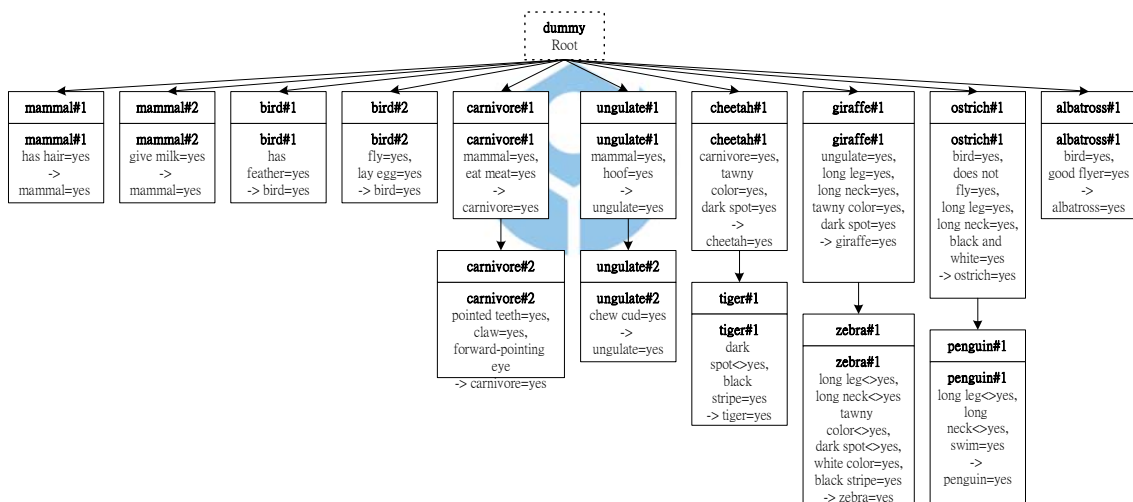 dummy
Root
mammal#1
mammal#1
has hair=yes
->
mammal=yes
mammal#2
mammal#2
give milk=yes
->
mammal=yes
bird#1
bird#1
has
feather=yes
-> bird=yes
bird#2
bird#2
fly=yes,
lay egg=yes
-> bird=yes
carnivore#1
carnivore#1
mammal=yes,
eat meat=yes
->
carnivore=yes
ungulate#1
ungulate#1
mammal=yes,
hoof=yes
->
ungulate=yes
cheetah#1
cheetah#1
carnivore=yes,
tawny
color=yes,
dark spot=yes
->
cheetah=yes
giraffe#1
giraffe#1
ungulate=yes,
long leg=yes,
long neck=yes,
tawny color=yes,
dark spot=yes
-> giraffe=yes
ostrich#1
ostrich#1
bird=yes,
does not
fly=yes,
long leg=yes,
long neck=yes,
black and
white=yes
-> ostrich=yes
albatross#1
albatross#1
bird=yes,
good flyer=yes
->
albatross=yes
carnivore#2
carnivore#2
pointed teeth=yes,
claw=yes,
forward-pointing
eye
-> carnivore=yes
ungulate#2
ungulate#2
chew cud=yes
->
ungulate=yes
tiger#1
tiger#1
dark
spot<>yes,
black
stripe=yes
-> tiger=yes
zebra#1
zebra#1
long leg<>yes,
long neck<>yes
tawny
color<>yes,
dark spot<>yes,
white color=yes,
black stripe=yes
-> zebra=yes
penguin#1
penguin#1
long leg<>yes,
long
neck<>yes,
swim=yes
->
penguin=yes